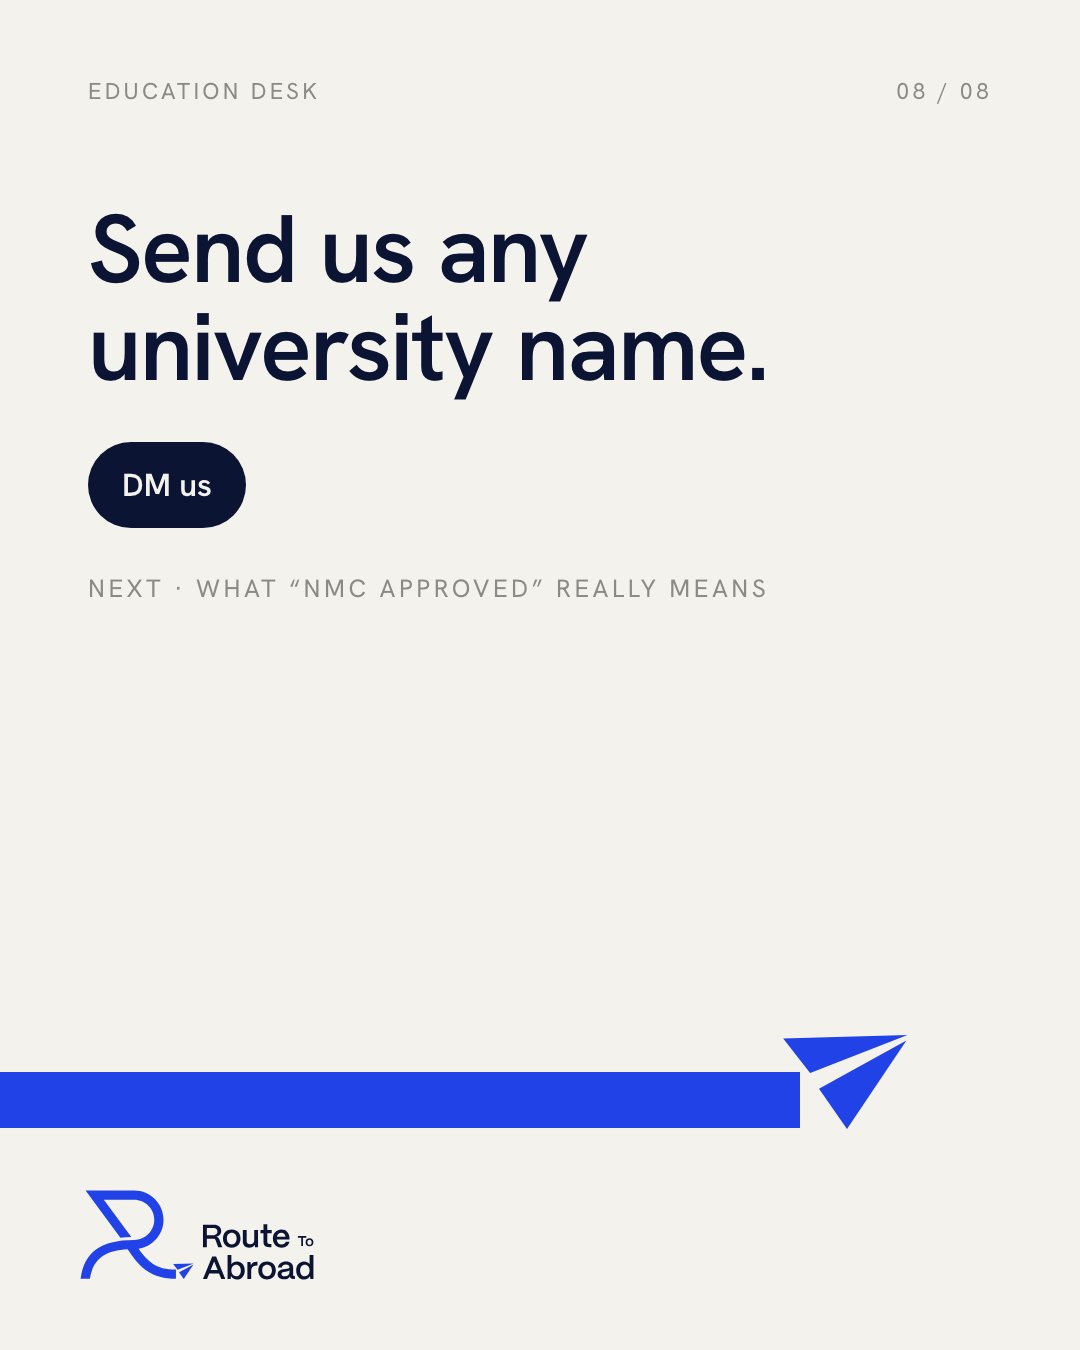 EDUCATION DESK
08 / 08
Send us any
university name.
DM us
NEXT · WHAT “NMC APPROVED” REALLY MEANS
Route To
Abroad